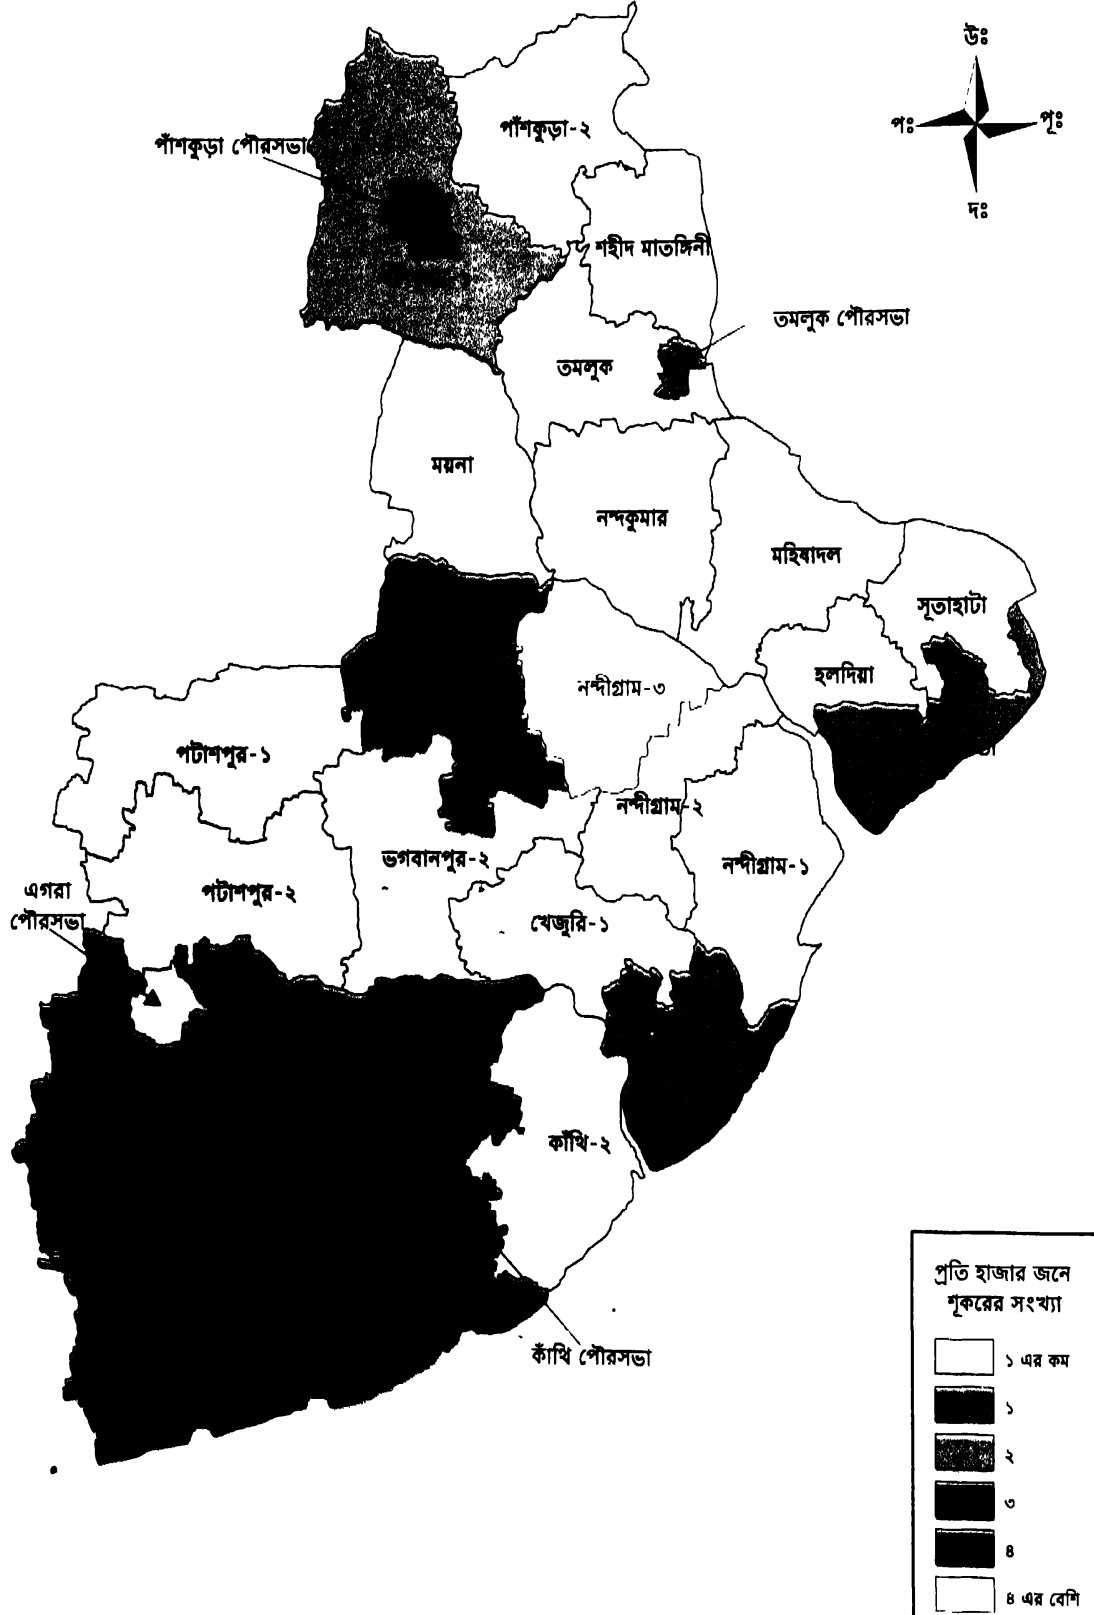 উঃ
পঃ
পূঃ
দঃ
পাঁশকুড়া-২
পাঁশকুড়া পৌরসভা
শহীদ মাতঙ্গিনী
তমলুক পৌরসভা
তমলুক
ময়না
নন্দকুমার
মহিষাদল
সূতাহাটা
হলদিয়া
নন্দীগ্রাম-৩
পটাশপুর-১
নন্দীগ্রাম-২
ভগবানপুর-২
নন্দীগ্রাম-১
পটাশপুর-২
এগরা
পৌরসভা
খেজুরি-১
কাঁথি-২
কাঁথি পৌরসভা
প্রতি হাজার জনে
শূকরের সংখ্যা
১ এর কম
১
২
৩
৪
৪ এর বেশি